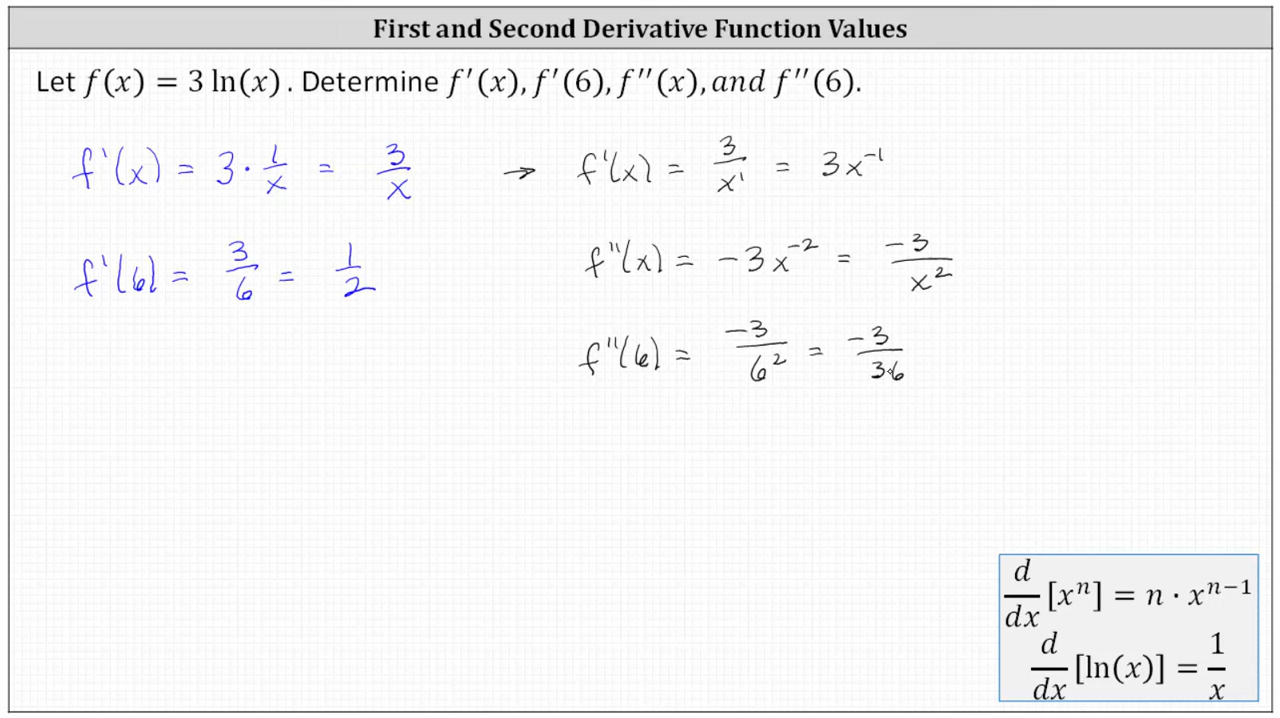 First and Second Derivative Function Values
Let f(x) = 3 ln(x). Determine f′(x), f′(6), f′′(x), and f′′(6).
f'(x) = 3 · 1/x = 3/x
f'(6) = 3/6 = 1/2
→ f'(x) = 3/x¹ = 3x⁻¹
f''(x) = -3x⁻² = -3/x²
f''(6) = -3/6² = -3/36
d/dx [xⁿ] = n · xⁿ⁻¹
d/dx [ln(x)] = 1/x